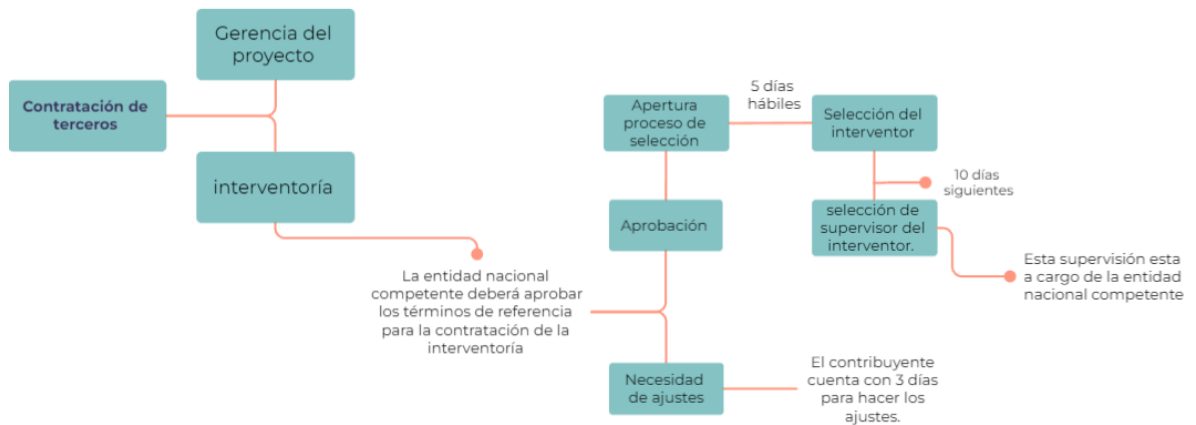 Gerencia del
proyecto
Contratación de
terceros
interventoría
La entidad nacional
competente deberá aprobar
los términos de referencia
para la contratación de la
interventoría
Apertura
proceso de
selección
5 días
hábiles
Selección del
interventor
10 días
siguientes
Aprobación
selección de
supervisor del
interventor.
Esta supervisión esta
a cargo de la entidad
nacional competente
Necesidad
de ajustes
El contribuyente
cuenta con 3 días
para hacer los
ajustes.